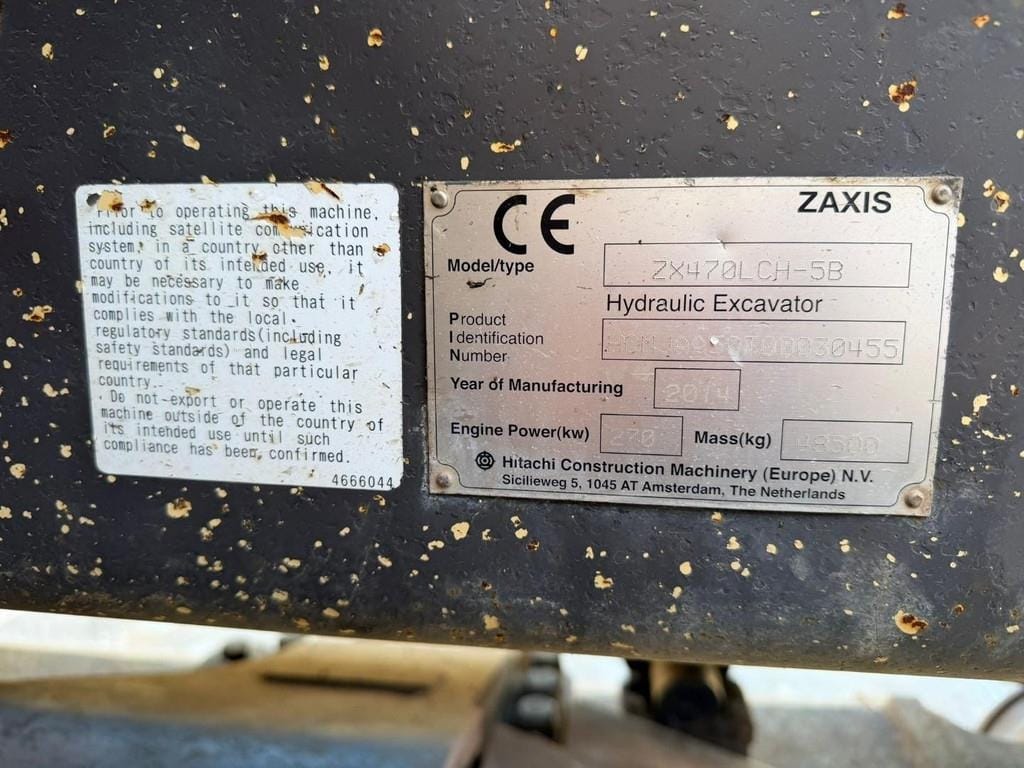 Prior to operating this machine,
including satellite communication
system, in a country other than
country of its intended use, it
may be necessary to make
modifications to it so that it
complies with the local
regulatory standards(including
safety standards) and legal
requirements of that particular
country.
Do not export or operate this
machine outside of the country of
its intended use until such
compliance has been confirmed.
4666044
CE
ZAXIS
Model/type
ZX470LCH-5B
Hydraulic Excavator
Product
Identification
Number
Year of Manufacturing
2014
Engine Power(kw)
270
Mass(kg)
48500
Hitachi Construction Machinery (Europe) N.V.
Sicilieweg 5, 1045 AT Amsterdam, The Netherlands